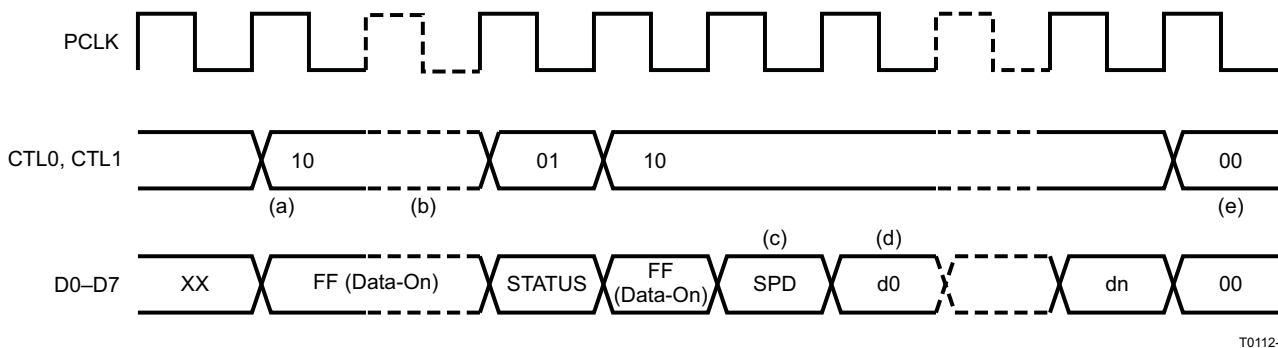 PCLK
CTL0, CTL1
10
01
10
00
(a)
(b)
(e)
(c)
(d)
D0–D7
XX
FF (Data-On)
STATUS
FF
(Data-On)
SPD
d0
dn
00
T0112-